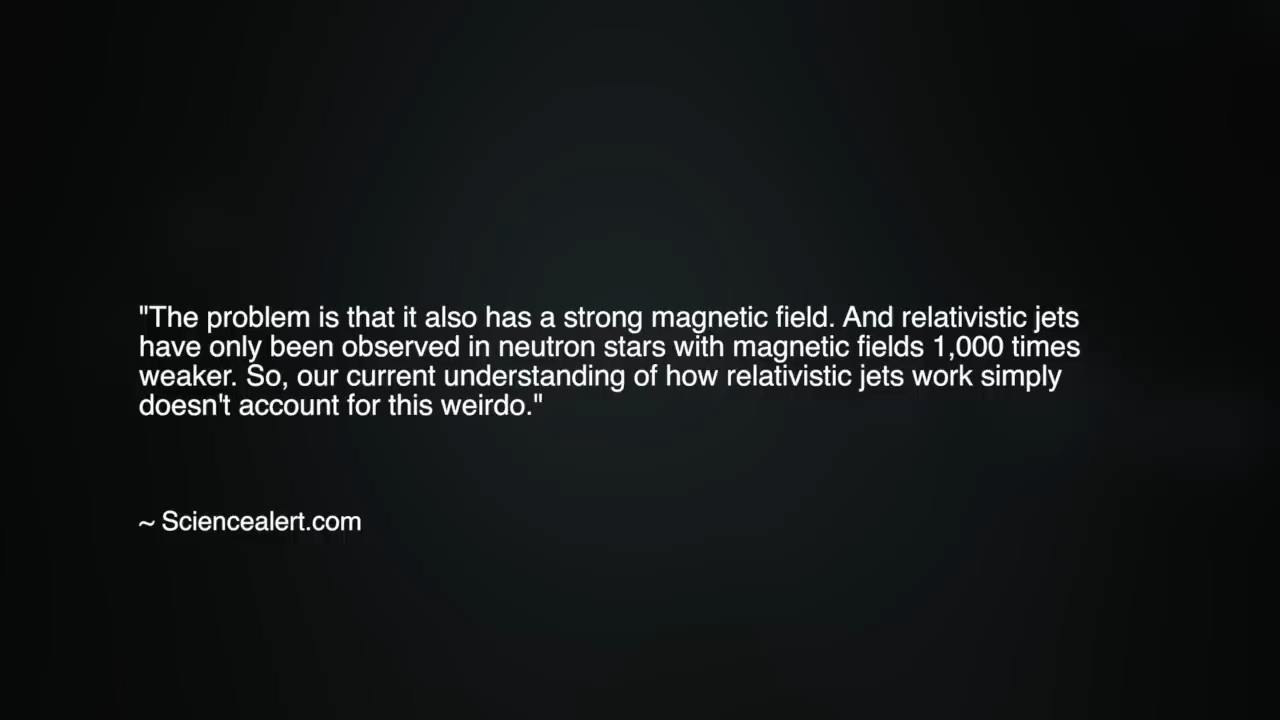 "The problem is that it also has a strong magnetic field. And relativistic jets
have only been observed in neutron stars with magnetic fields 1,000 times
weaker. So, our current understanding of how relativistic jets work simply
doesn't account for this weirdo."
~ Sciencealert.com